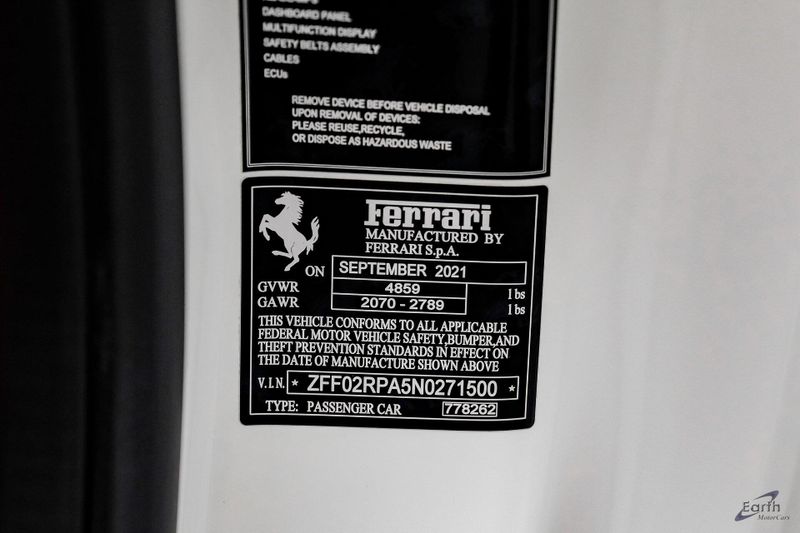 DASHBOARD PANEL
MULTIFUNCTION DISPLAY
SAFETY BELTS ASSEMBLY
CABLES
ECUs
REMOVE DEVICE BEFORE VEHICLE DISPOSAL
UPON REMOVAL OF DEVICES:
PLEASE REUSE,RECYCLE,
OR DISPOSE AS HAZARDOUS WASTE
Ferrari
MANUFACTURED BY
FERRARI S.p.A.
ON SEPTEMBER 2021
GVWR 4859 lbs
GAWR 2070 - 2789 lbs
THIS VEHICLE CONFORMS TO ALL APPLICABLE
FEDERAL MOTOR VEHICLE SAFETY,BUMPER,AND
THEFT PREVENTION STANDARDS IN EFFECT ON
THE DATE OF MANUFACTURE SHOWN ABOVE
V.I.N. * ZFF02RPA5N0271500 *
TYPE: PASSENGER CAR 778262
Earth
MotorCars